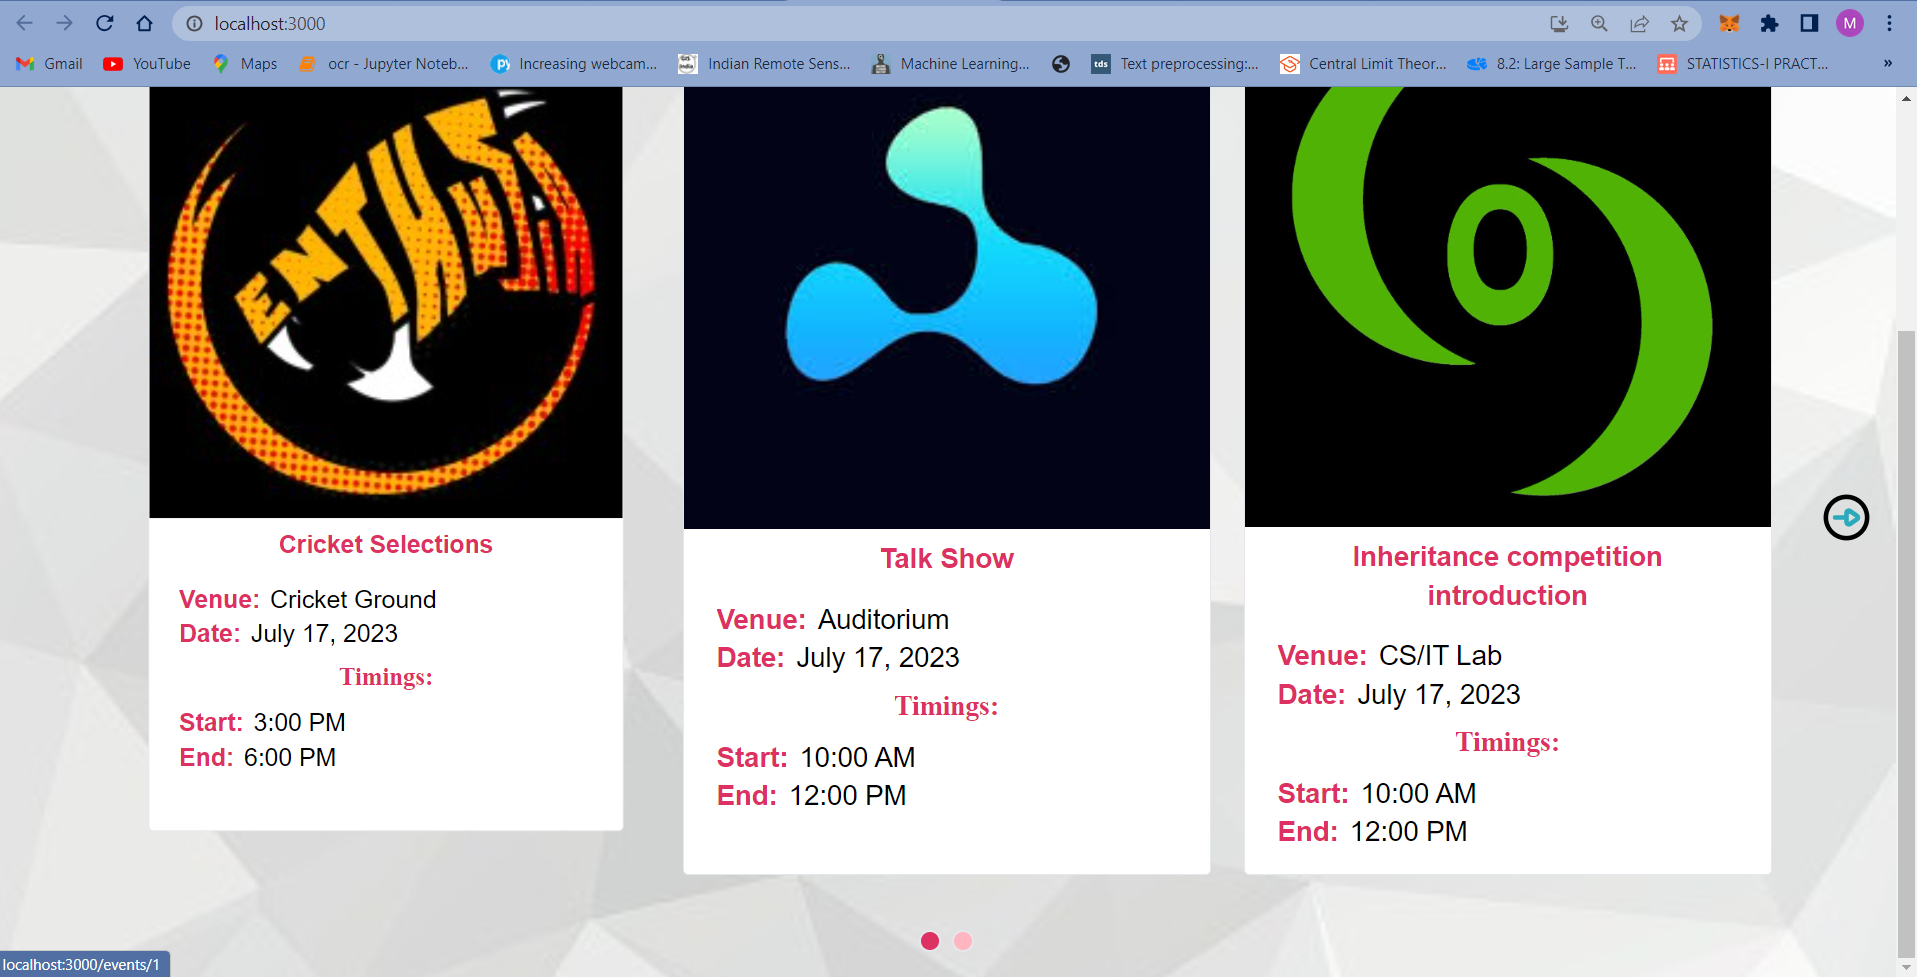 localhost:3000
M
Gmail
YouTube
Maps
ocr - Jupyter Noteb...
Increasing webcam...
Indian Remote Sens...
Machine Learning...
tds
Text preprocessing:...
Central Limit Theor...
8.2: Large Sample T...
STATISTICS-I PRACT...
»
ENTHUSIA
Cricket Selections
Venue: Cricket Ground
Date: July 17, 2023
Timings:
Start: 3:00 PM
End: 6:00 PM
Talk Show
Venue: Auditorium
Date: July 17, 2023
Timings:
Start: 10:00 AM
End: 12:00 PM
Inheritance competition
introduction
Venue: CS/IT Lab
Date: July 17, 2023
Timings:
Start: 10:00 AM
End: 12:00 PM
localhost:3000/events/1